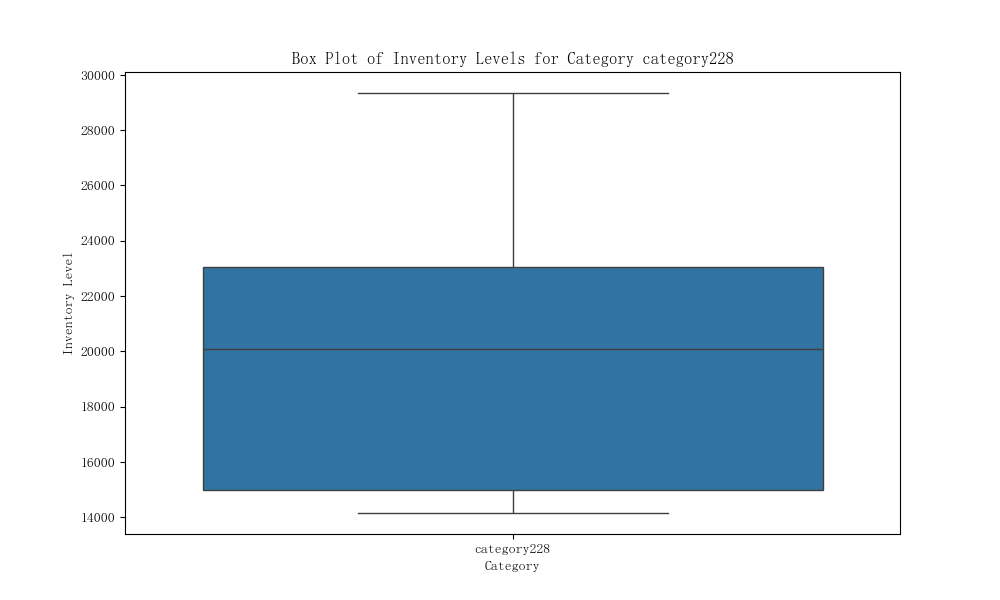 Box Plot of Inventory Levels for Category category228
30000
28000
26000
24000
22000
20000
18000
16000
14000
Inventory Level
category228
Category